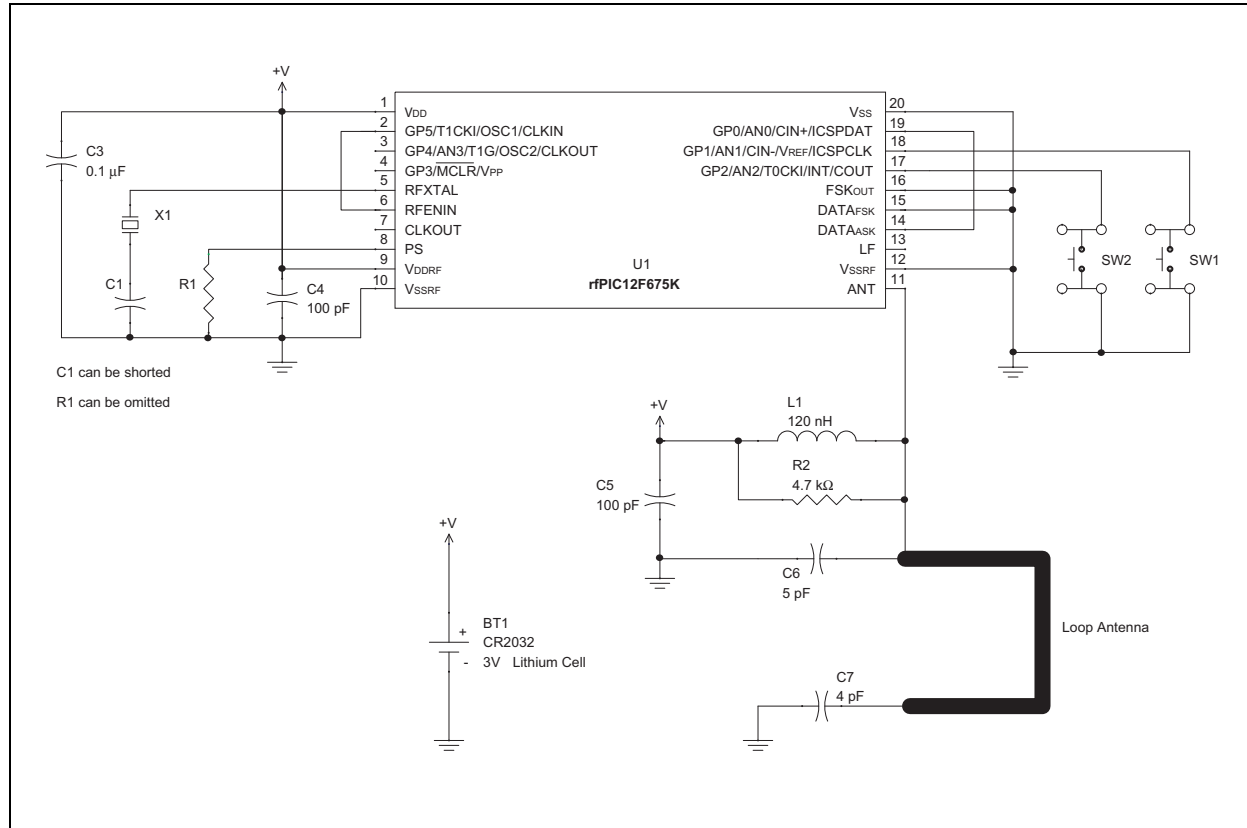 +V
1 VDD
2 GP5/T1CKI/OSC1/CLKIN
3 GP4/AN3/T1G/OSC2/CLKOUT
4 GP3/MCLR/VPP
5 RFXTAL
6 RFENIN
7 CLKOUT
8 PS
9 VDDRF
10 VSSRF
VSS 20
GP0/AN0/CIN+/ICSPDAT 19
GP1/AN1/CIN-/VREF/ICSPCLK 18
GP2/AN2/T0CKI/INT/COUT 17
FSKOUT 16
DATAFSK 15
DATAASK 14
LF 13
VSSRF 12
ANT 11
U1
rfPIC12F675K
C3
0.1 µF
X1
C1
R1
C4
100 pF
SW2
SW1
C1 can be shorted
R1 can be omitted
+V
L1
120 nH
R2
4.7 kΩ
C5
100 pF
C6
5 pF
Loop Antenna
C7
4 pF
+V
BT1
+
CR2032
- 3V Lithium Cell